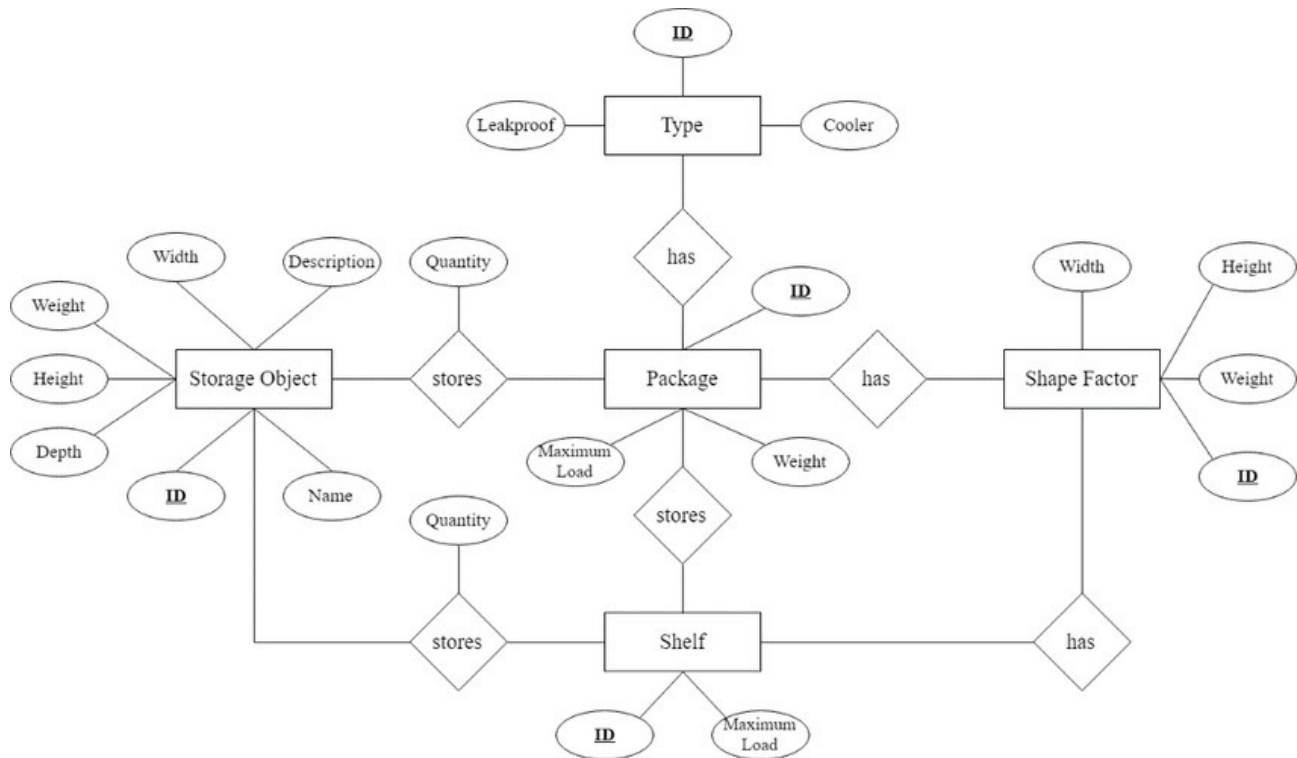 ID
Leakproof
Type
Cooler
has
Width
Description
Quantity
Width
Height
Weight
ID
Storage Object
stores
Package
has
Shape Factor
Height
Weight
Depth
Maximum
Load
Weight
ID
Name
ID
Quantity
stores
stores
Shelf
has
ID
Maximum
Load